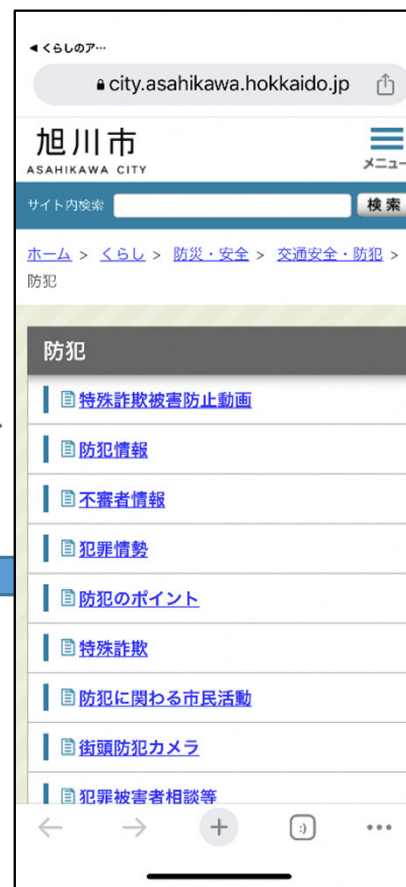 ◀ くらしのア…
city.asahikawa.hokkaido.jp
旭川市
ASAHIKAWA CITY
メニュー
サイト内検索
検索
ホーム > くらし > 防災・安全 > 交通安全・防犯 >
防犯
防犯
特殊詐欺被害防止動画
防犯情報
不審者情報
犯罪情勢
防犯のポイント
特殊詐欺
防犯に関わる市民活動
街頭防犯カメラ
犯罪被害者相談等
:)